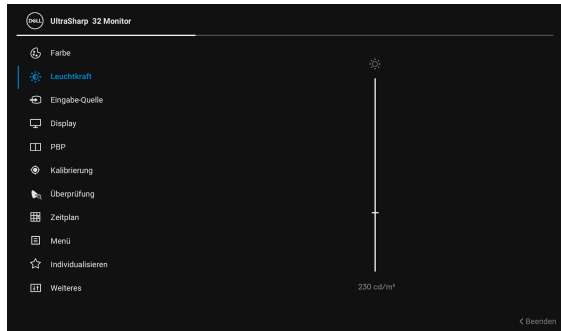 DELL UltraSharp 32 Monitor
Farbe
Leuchtkraft
Eingabe-Quelle
Display
PBP
Kalibrierung
Überprüfung
Zeitplan
Menü
Individualisieren
Weiteres
230 cd/m²
Beenden